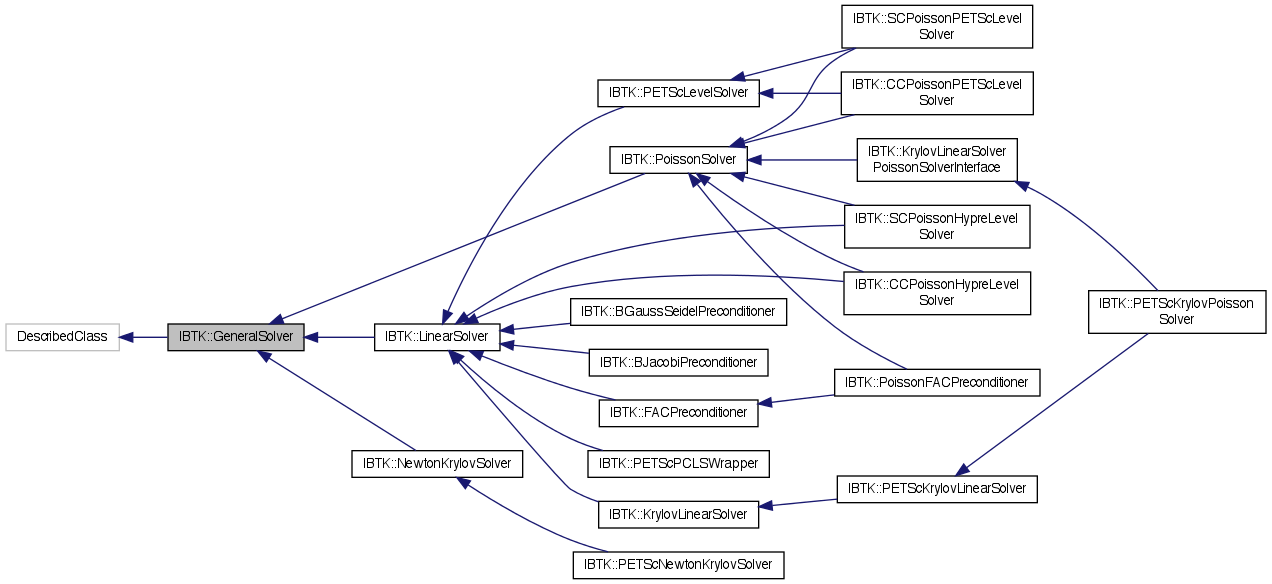 IBTK::SCPoissonPETScLevel
Solver
IBTK::PETScLevelSolver
IBTK::CCPoissonPETScLevel
Solver
IBTK::PoissonSolver
IBTK::KrylovLinearSolver
PoissonSolverInterface
IBTK::SCPoissonHypreLevel
Solver
IBTK::CCPoissonHypreLevel
Solver
IBTK::PETScKrylovPoisson
Solver
IBTK::BGaussSeidelPreconditioner
DescribedClass
IBTK::GeneralSolver
IBTK::LinearSolver
IBTK::BJacobiPreconditioner
IBTK::PoissonFACPreconditioner
IBTK::FACPreconditioner
IBTK::NewtonKrylovSolver
IBTK::PETScPCLSWrapper
IBTK::PETScKrylovLinearSolver
IBTK::KrylovLinearSolver
IBTK::PETScNewtonKrylovSolver